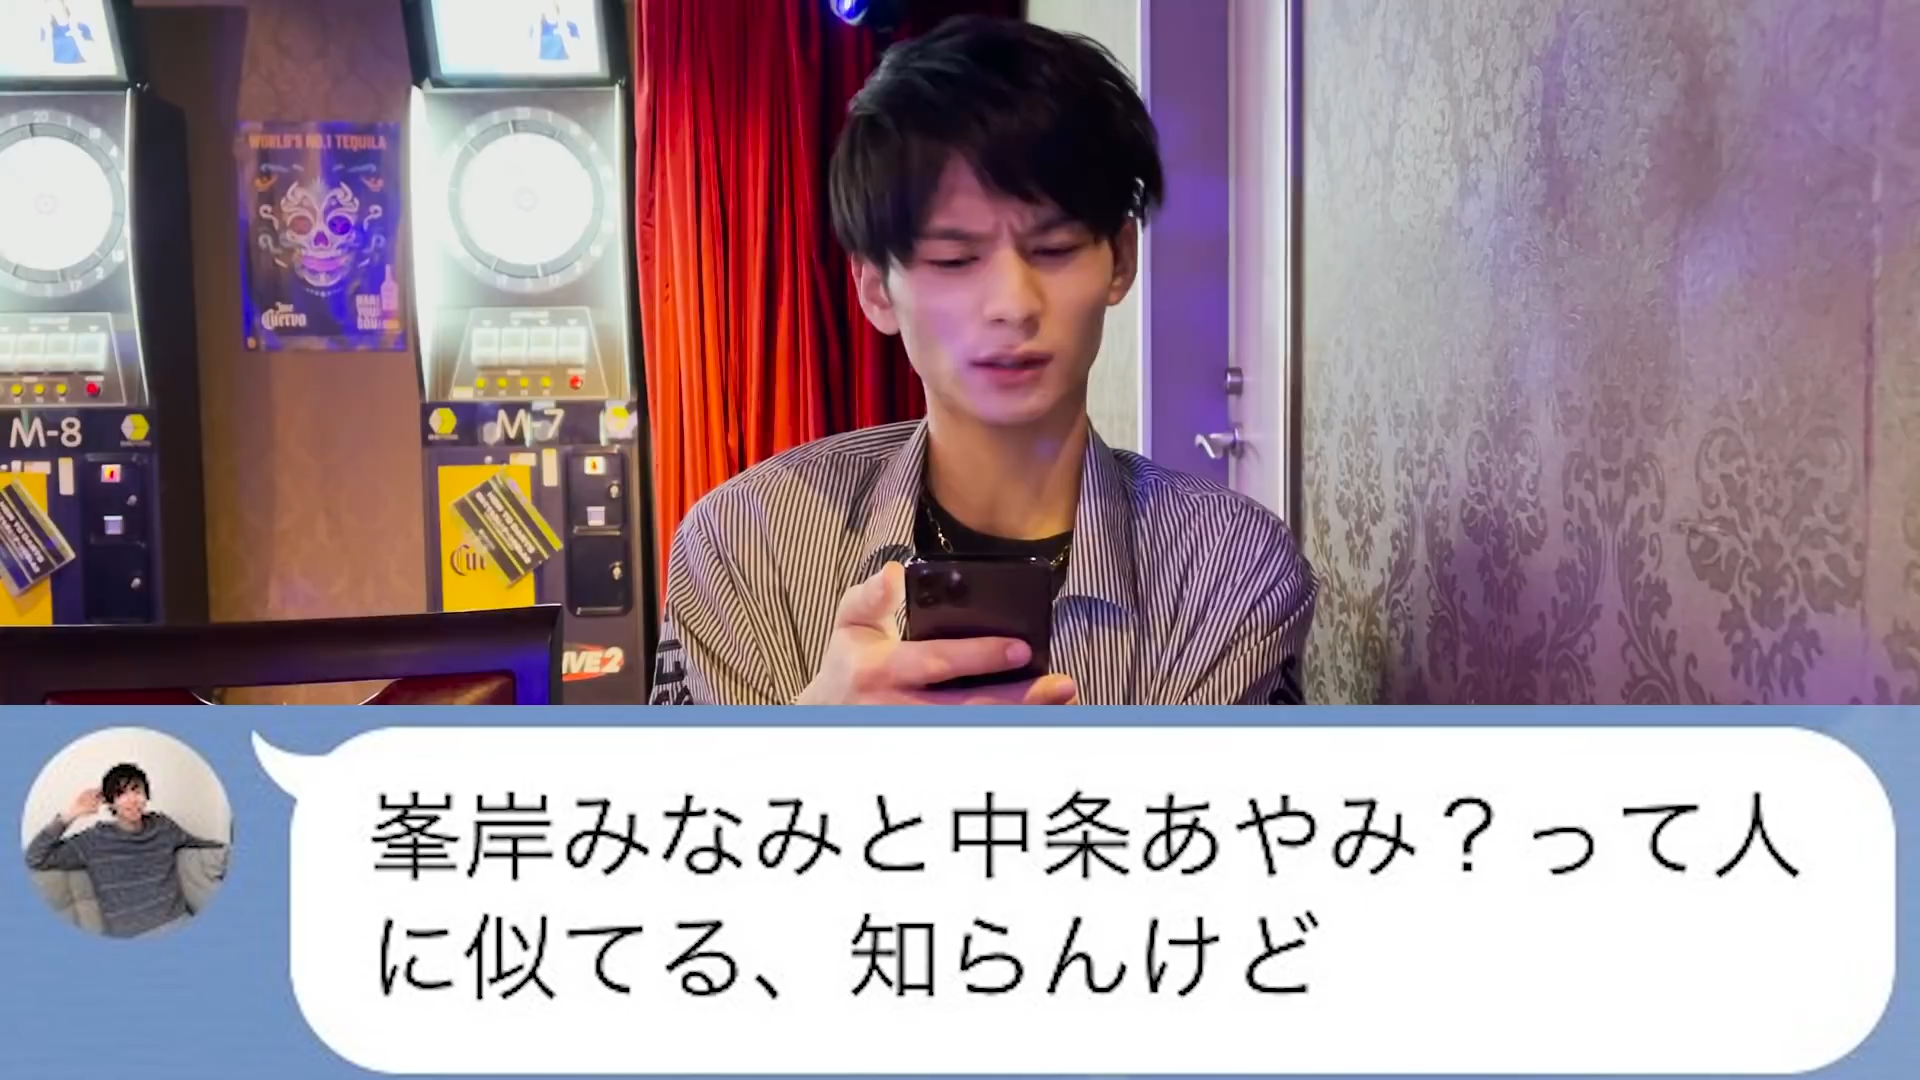 WORLD'S NO.1 TEQUILA
Jose
Cuervo
M-8
M-7
峯岸みなみと中条あやみ？って人
に似てる、知らんけど